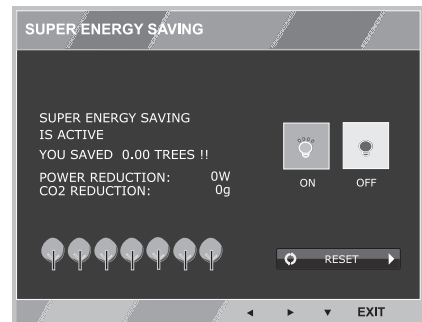 SUPER ENERGY SAVING
SUPER ENERGY SAVING
IS ACTIVE
YOU SAVED 0.00 TREES !!
POWER REDUCTION: 0W
CO2 REDUCTION: 0g
ON OFF
RESET
EXIT